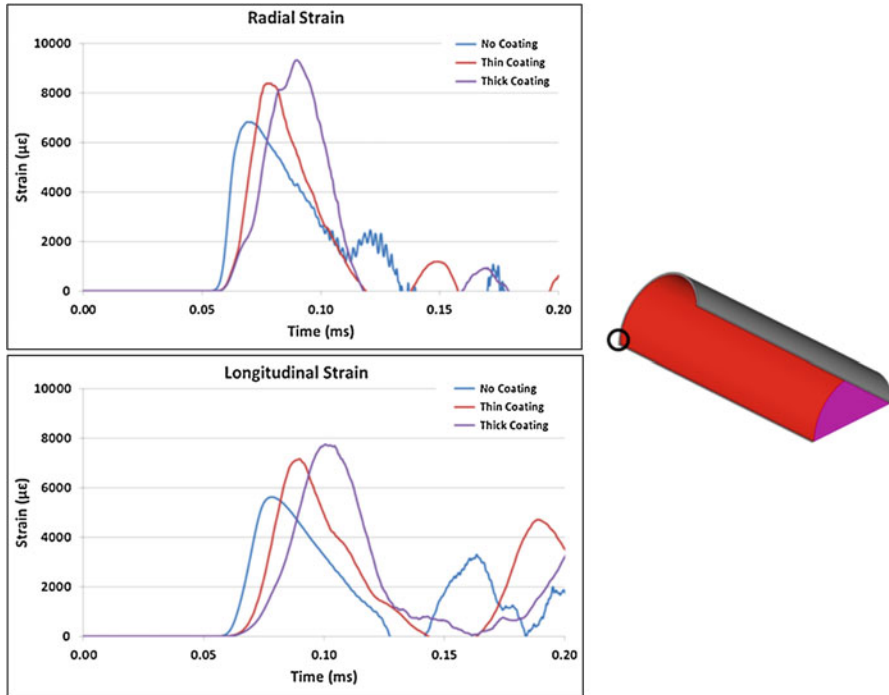 Radial Strain
10000
8000
6000
4000
2000
0
Strain (με)
No Coating
Thin Coating
Thick Coating
0.00 0.05 0.10 0.15 0.20
Time (ms)
Longitudinal Strain
10000
8000
6000
4000
2000
0
Strain (με)
No Coating
Thin Coating
Thick Coating
0.00 0.05 0.10 0.15 0.20
Time (ms)